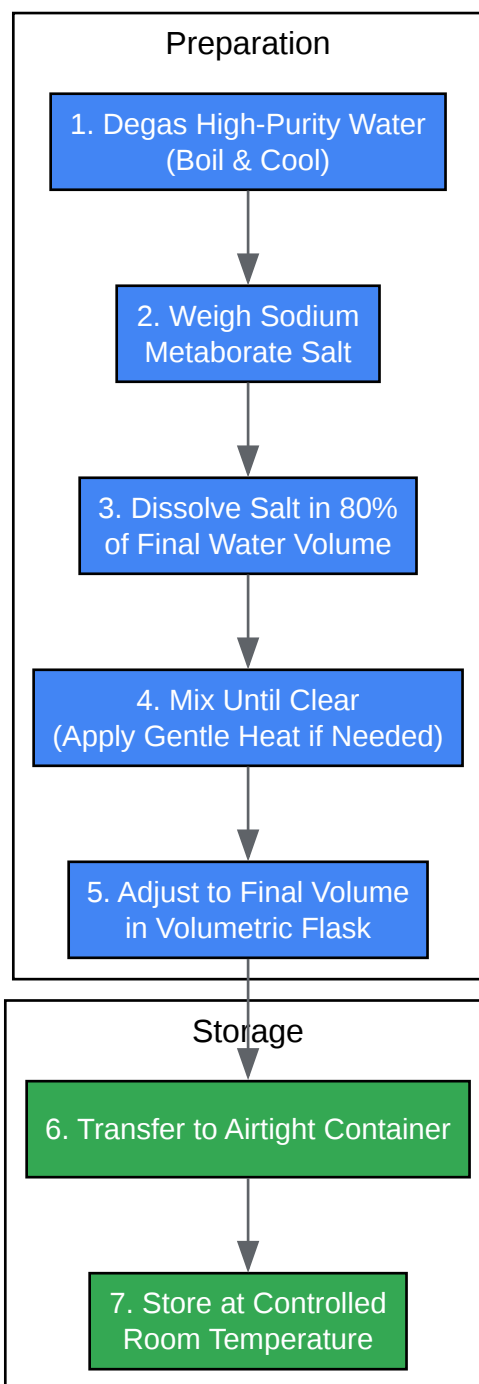 Preparation
1. Degas High-Purity Water
(Boil & Cool)
2. Weigh Sodium
Metaborate Salt
3. Dissolve Salt in 80%
of Final Water Volume
4. Mix Until Clear
(Apply Gentle Heat if Needed)
5. Adjust to Final Volume
in Volumetric Flask
Storage
6. Transfer to Airtight Container
7. Store at Controlled
Room Temperature